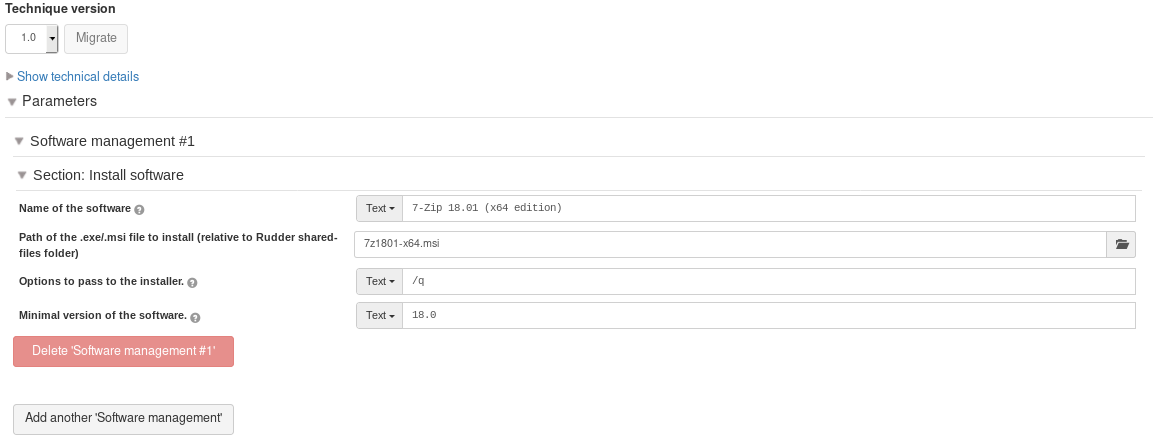 Technique version
1.0 Migrate
Show technical details
Parameters
Software management #1
Section: Install software
Name of the software Text 7-Zip 18.01 (x64 edition)
Path of the .exe/.msi file to install (relative to Rudder shared-
files folder) 7z1801-x64.msi
Options to pass to the installer. Text /q
Minimal version of the software. Text 18.0
Delete 'Software management #1'
Add another 'Software management'